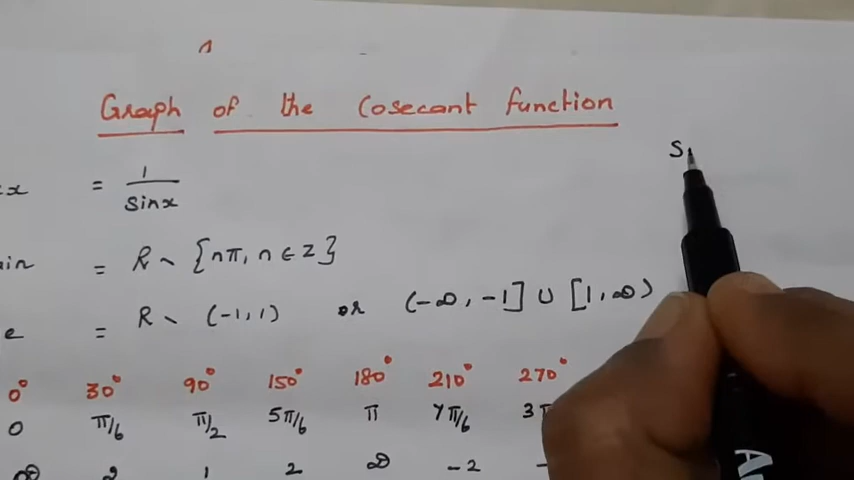 Graph of the Cosecant function
S
x = 1/sinx
= R ∖ {nπ, n ∈ Z}
= R ∖ (-1, 1) or (-∞, -1] ∪ [1, ∞)
0° 30° 90° 150° 180° 210° 270°
0 π/6 π/2 5π/6 π 7π/6 3π
∞ 2 1 2 ∞ -2 -